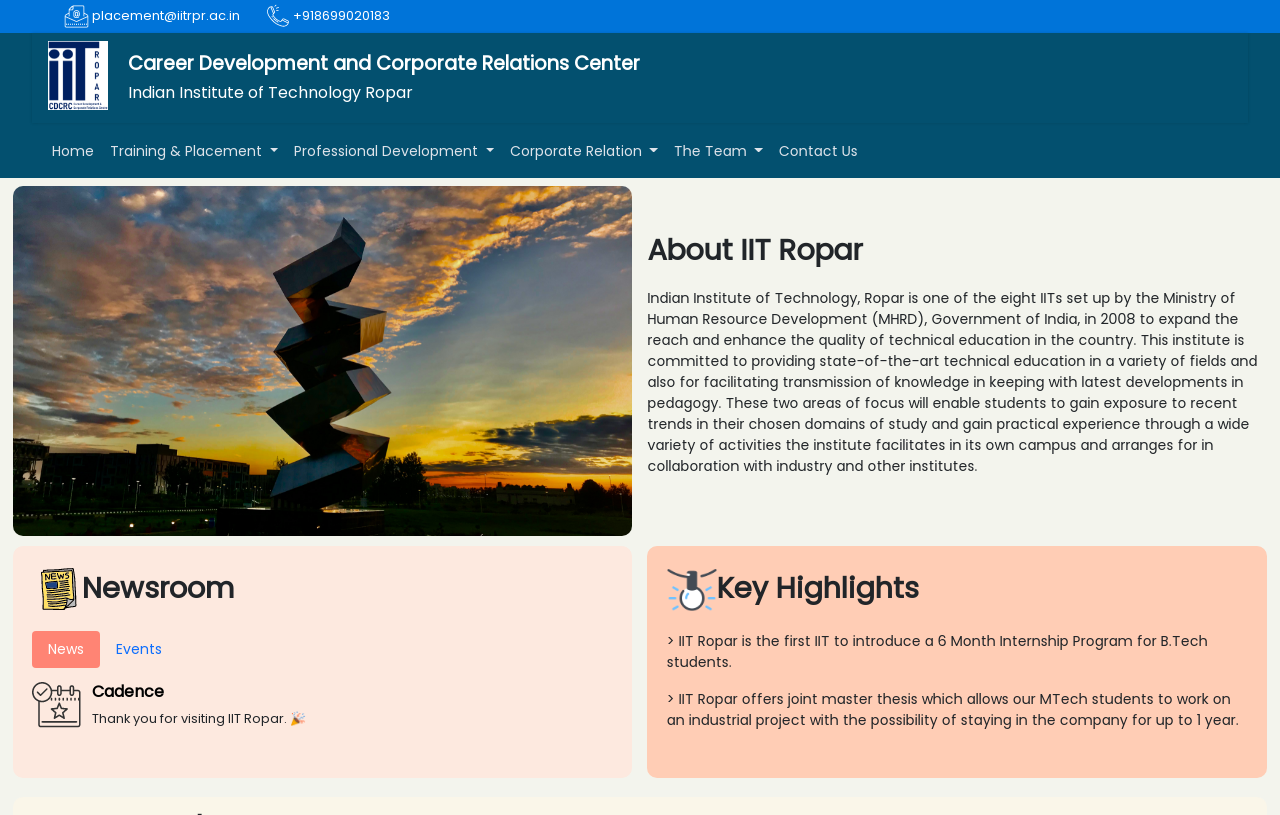 placement@iitrpr.ac.in +918699020183
IIT ROPAR
CDCRC
Career Development and Corporate Relations Center
Indian Institute of Technology Ropar
Home Training & Placement Professional Development Corporate Relation The Team Contact Us
About IIT Ropar
Indian Institute of Technology, Ropar is one of the eight IITs set up by the Ministry of
Human Resource Development (MHRD), Government of India, in 2008 to expand the
reach and enhance the quality of technical education in the country. This institute is
committed to providing state-of-the-art technical education in a variety of fields and
also for facilitating transmission of knowledge in keeping with latest developments in
pedagogy. These two areas of focus will enable students to gain exposure to recent
trends in their chosen domains of study and gain practical experience through a wide
variety of activities the institute facilitates in its own campus and arranges for in
collaboration with industry and other institutes.
NEWS
Newsroom
News Events
Cadence
Thank you for visiting IIT Ropar. 🎉
Key Highlights
> IIT Ropar is the first IIT to introduce a 6 Month Internship Program for B.Tech
students.
> IIT Ropar offers joint master thesis which allows our MTech students to work on
an industrial project with the possibility of staying in the company for up to 1 year.